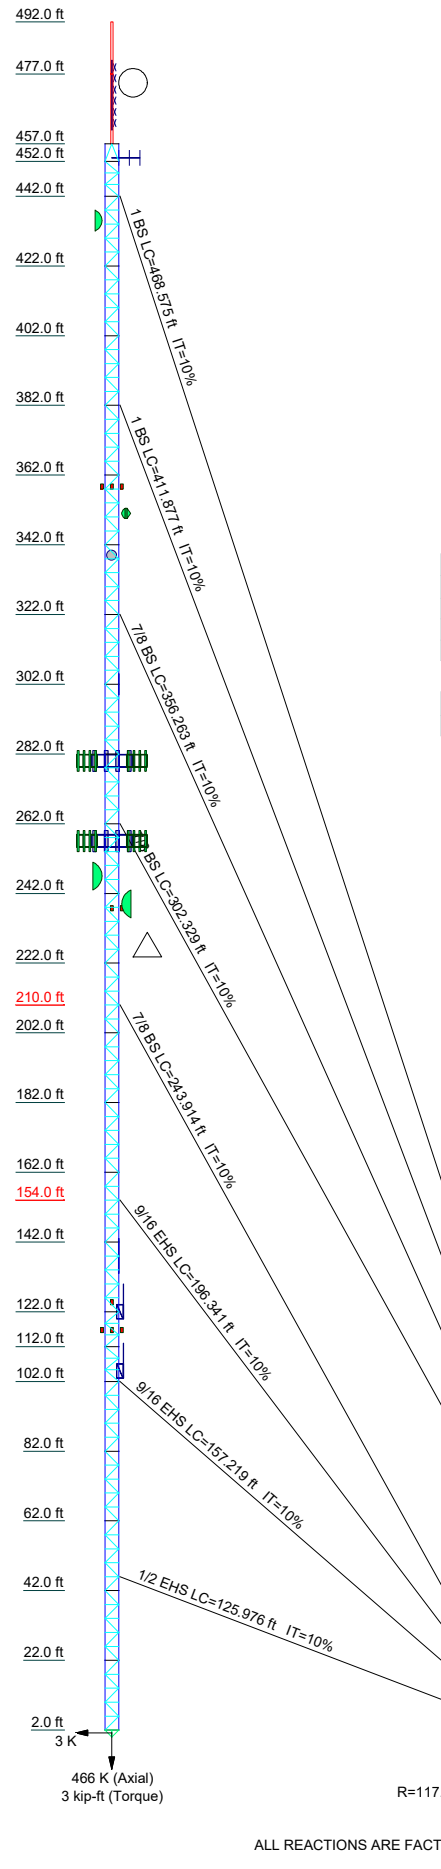 492.0 ft
477.0 ft
457.0 ft
452.0 ft
442.0 ft
1 BS LC=468.575 ft IT=10%
422.0 ft
402.0 ft
382.0 ft
1 BS LC=411.877 ft IT=10%
362.0 ft
342.0 ft
322.0 ft
7/8 BS LC=356.263 ft IT=10%
302.0 ft
282.0 ft
262.0 ft
BS LC=302.329 ft IT=10%
242.0 ft
222.0 ft
210.0 ft
7/8 BS LC=243.914 ft IT=10%
202.0 ft
182.0 ft
162.0 ft
154.0 ft
9/16 EHS LC=196.341 ft IT=10%
142.0 ft
122.0 ft
112.0 ft
102.0 ft
9/16 EHS LC=157.219 ft IT=10%
82.0 ft
62.0 ft
42.0 ft
1/2 EHS LC=125.976 ft IT=10%
22.0 ft
2.0 ft
3 K
466 K (Axial)
3 kip-ft (Torque)
R=117.
ALL REACTIONS ARE FACT